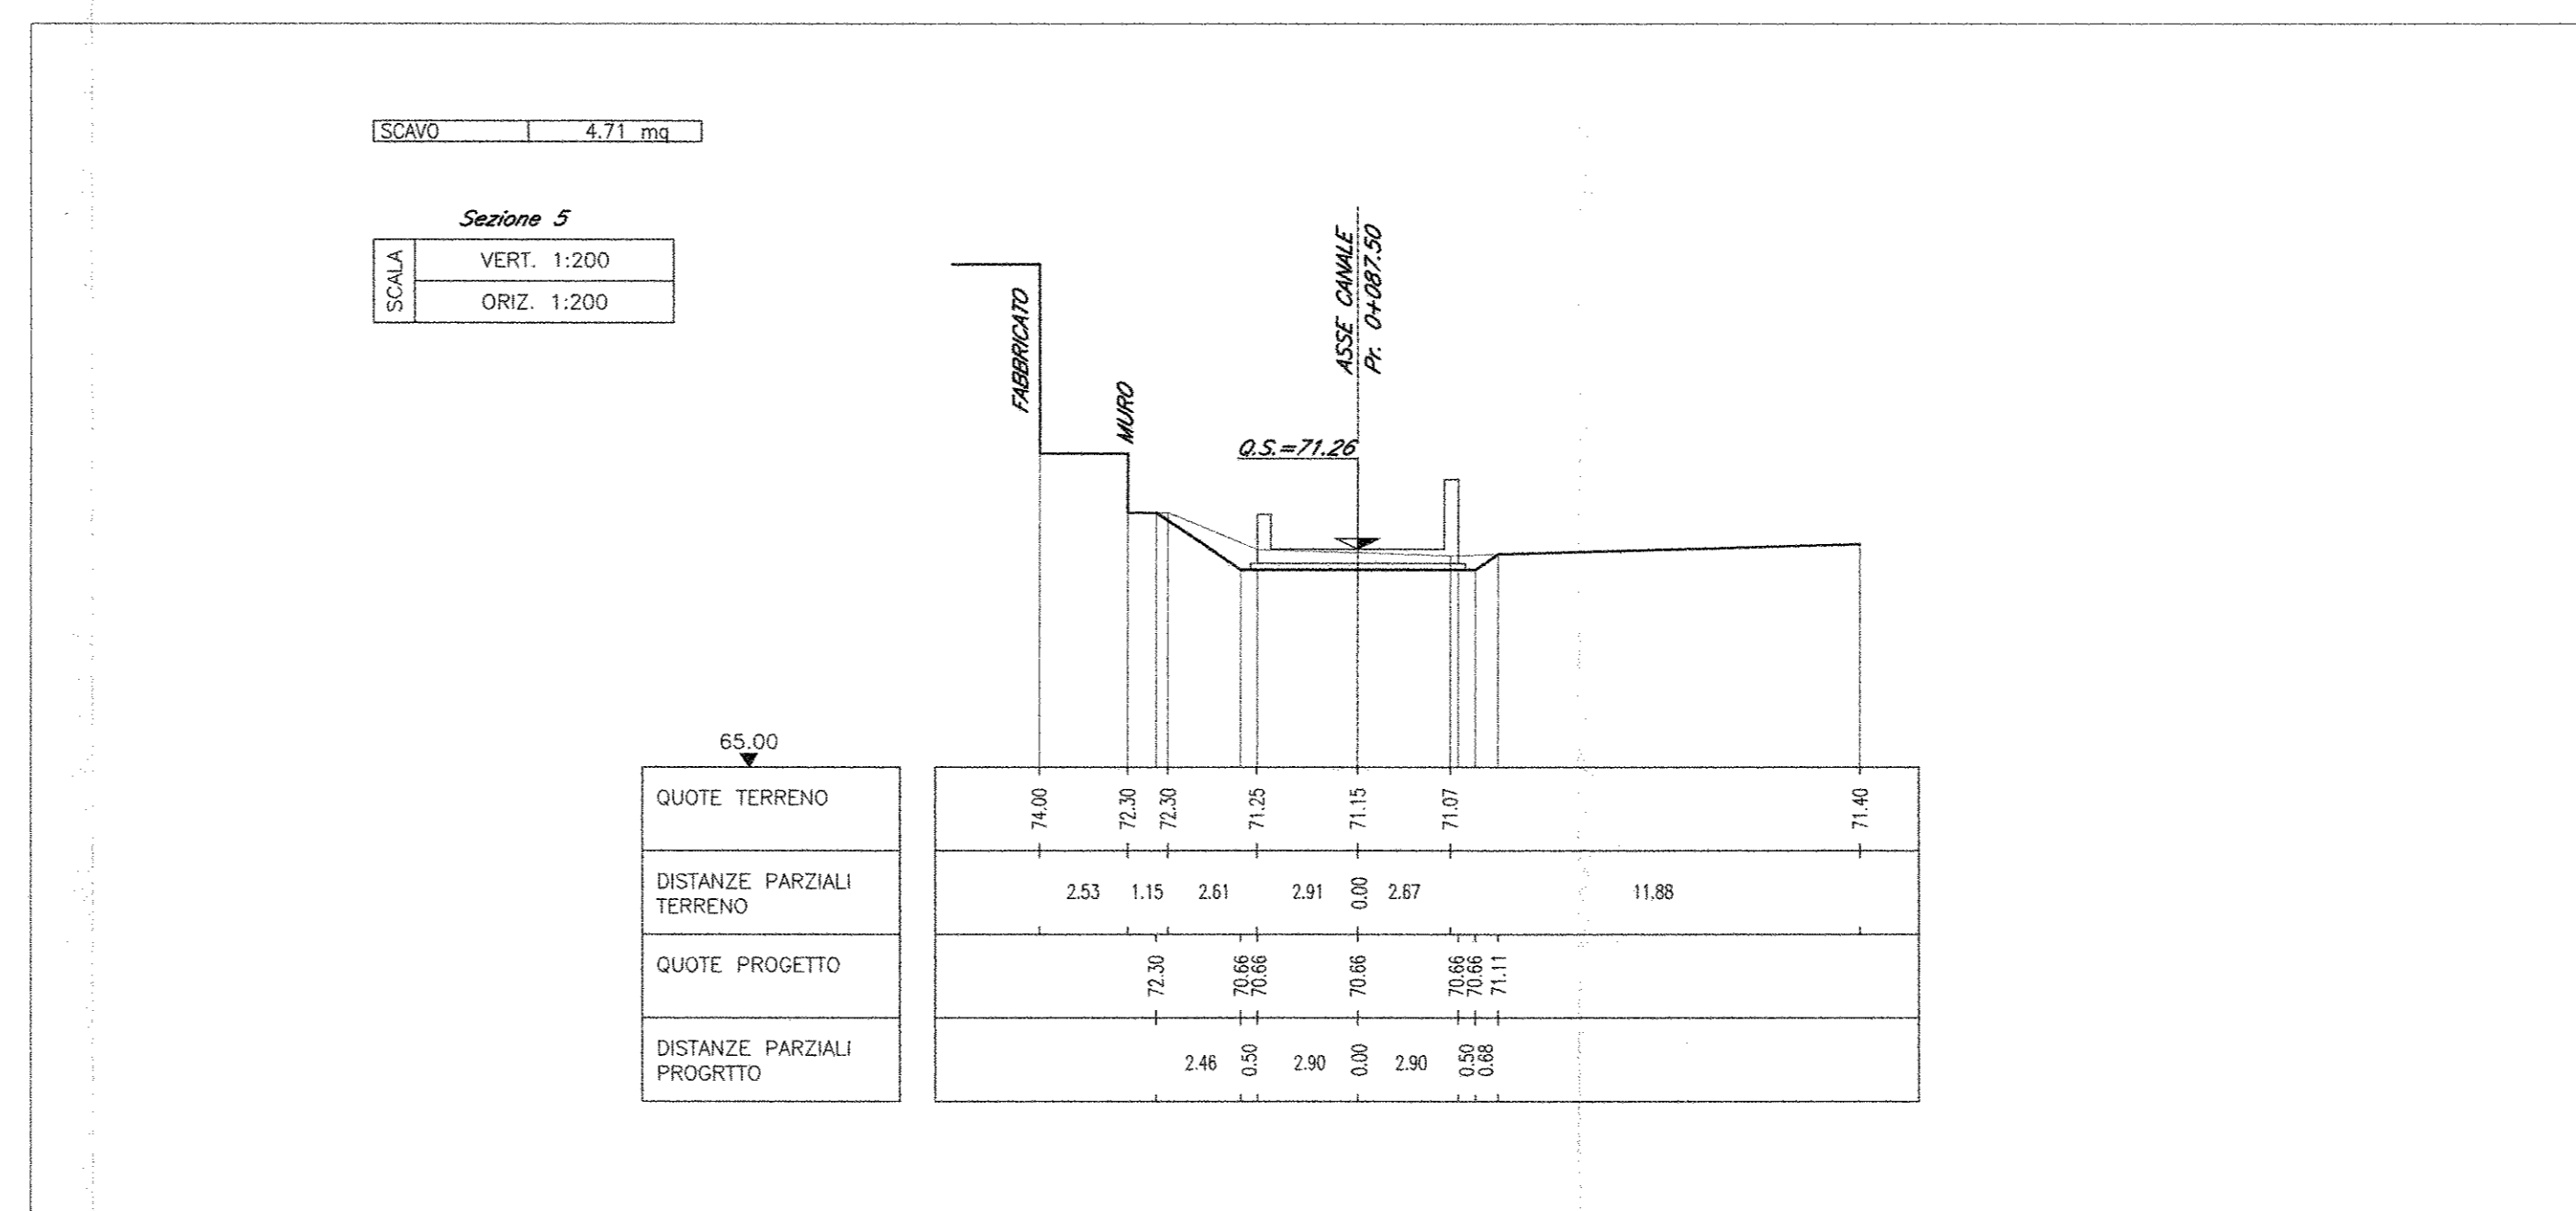 SCAVO 4.71 mq
Sezione 5
SCALA
VERT. 1:200
ORIZ. 1:200
FABBRICATO
MURO
ASSE CANALE
Pr. 0+087.50
Q.S.=71.26
65.00
QUOTE TERRENO 74.00 72.30 72.30 71.25 71.15 71.07 71.40
DISTANZE PARZIALI
TERRENO
2.53 1.15 2.61 2.91 0.00 2.67 11.88
QUOTE PROGETTO 72.30 70.66 70.66 70.66 70.66 70.66 71.11
DISTANZE PARZIALI
PROGRTTO
2.46 0.50 2.90 0.00 2.90 0.50 0.68